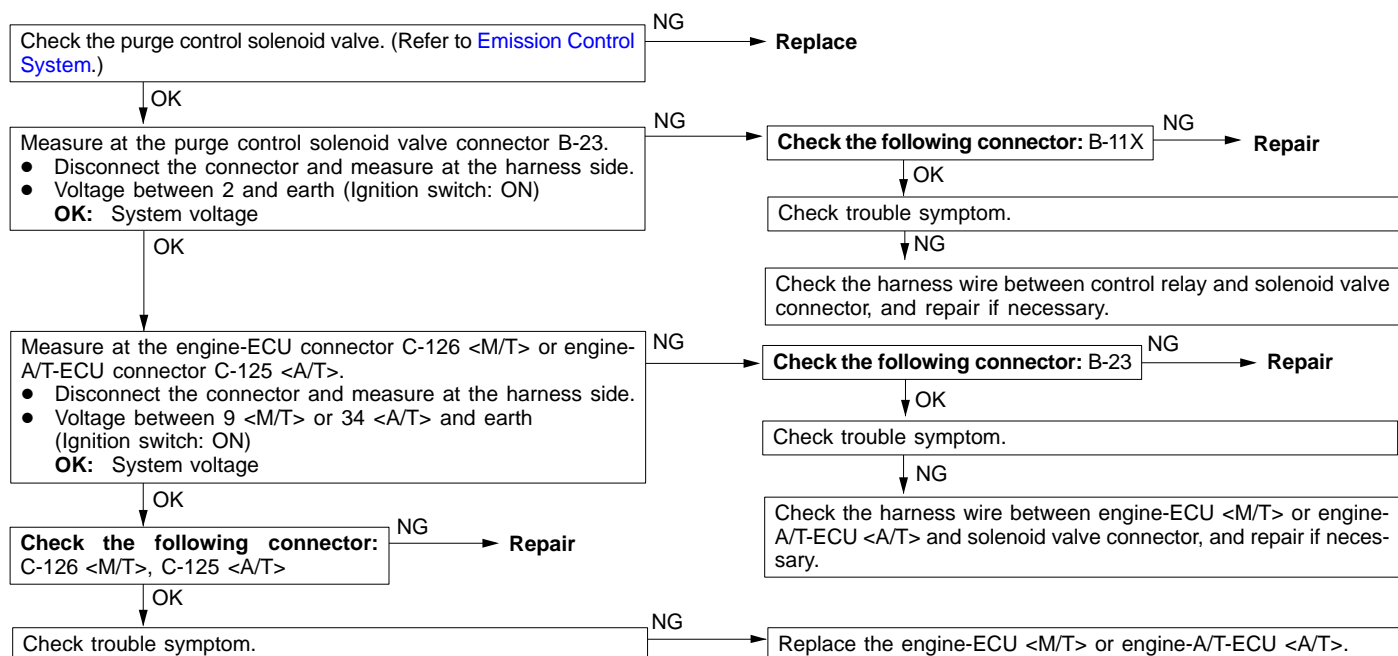 Check the purge control solenoid valve. (Refer to Emission Control
System.)
NG
Replace
OK
Measure at the purge control solenoid valve connector B-23.
● Disconnect the connector and measure at the harness side.
● Voltage between 2 and earth (Ignition switch: ON)
OK: System voltage
NG
Check the following connector: B-11X
NG
Repair
OK
Check trouble symptom.
NG
Check the harness wire between control relay and solenoid valve
connector, and repair if necessary.
OK
Measure at the engine-ECU connector C-126 <M/T> or engine-
A/T-ECU connector C-125 <A/T>.
● Disconnect the connector and measure at the harness side.
● Voltage between 9 <M/T> or 34 <A/T> and earth
(Ignition switch: ON)
OK: System voltage
NG
Check the following connector: B-23
NG
Repair
OK
Check trouble symptom.
NG
Check the harness wire between engine-ECU <M/T> or engine-
A/T-ECU <A/T> and solenoid valve connector, and repair if neces-
sary.
OK
Check the following connector:
C-126 <M/T>, C-125 <A/T>
NG
Repair
OK
Check trouble symptom.
NG
Replace the engine-ECU <M/T> or engine-A/T-ECU <A/T>.